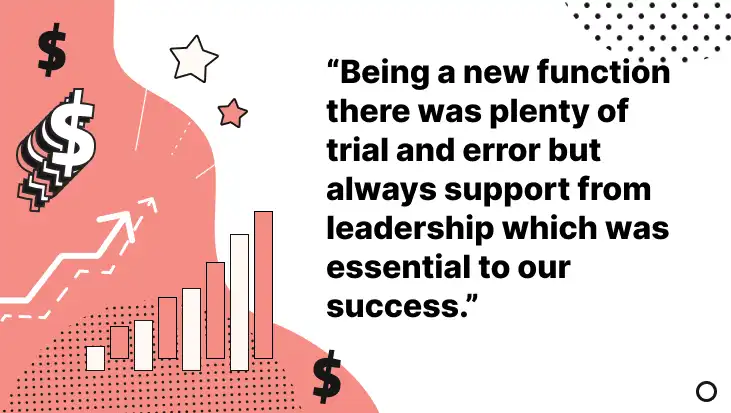 $
$
“Being a new function
there was plenty of
trial and error but
always support from
leadership which was
essential to our
success.”
$